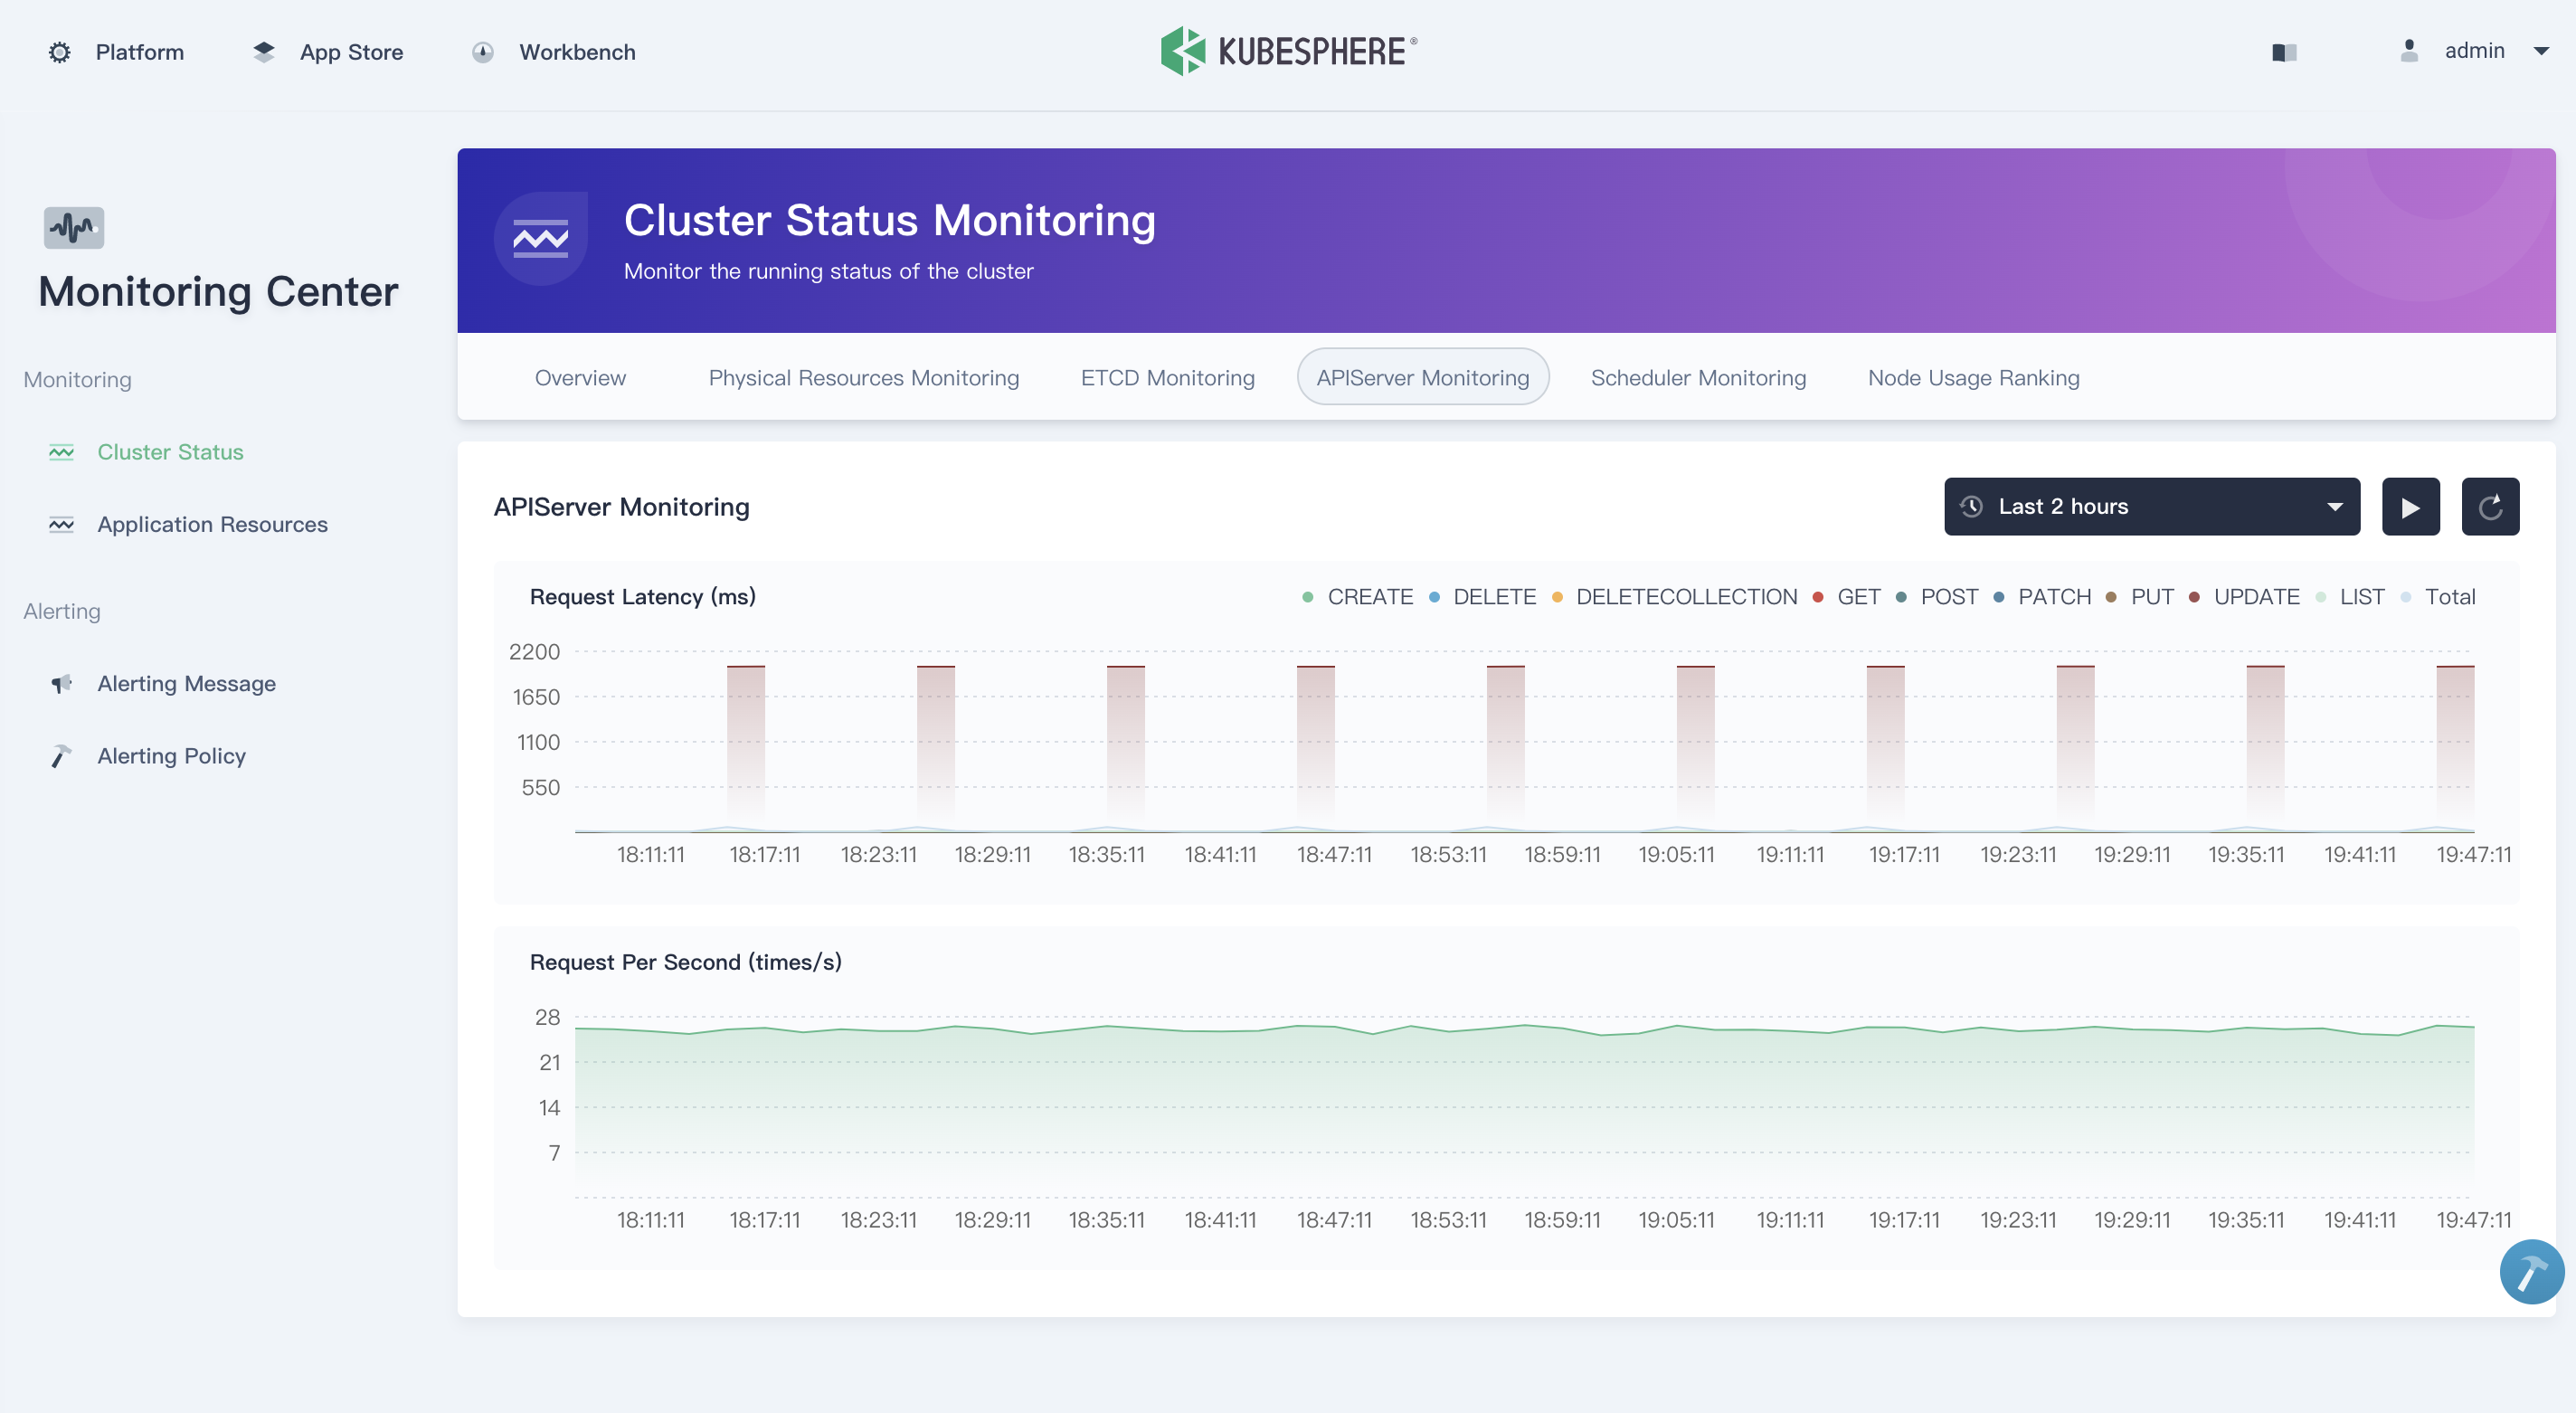 Platform App Store Workbench KUBESPHERE® admin
Monitoring Center
Monitoring
Cluster Status
Application Resources
Alerting
Alerting Message
Alerting Policy
Cluster Status Monitoring
Monitor the running status of the cluster
Overview Physical Resources Monitoring ETCD Monitoring APIServer Monitoring Scheduler Monitoring Node Usage Ranking
APIServer Monitoring Last 2 hours
Request Latency (ms) CREATE DELETE DELETECOLLECTION GET POST PATCH PUT UPDATE LIST Total
2200
1650
1100
550
18:11:11 18:17:11 18:23:11 18:29:11 18:35:11 18:41:11 18:47:11 18:53:11 18:59:11 19:05:11 19:11:11 19:17:11 19:23:11 19:29:11 19:35:11 19:41:11 19:47:11
Request Per Second (times/s)
28
21
14
7
18:11:11 18:17:11 18:23:11 18:29:11 18:35:11 18:41:11 18:47:11 18:53:11 18:59:11 19:05:11 19:11:11 19:17:11 19:23:11 19:29:11 19:35:11 19:41:11 19:47:11